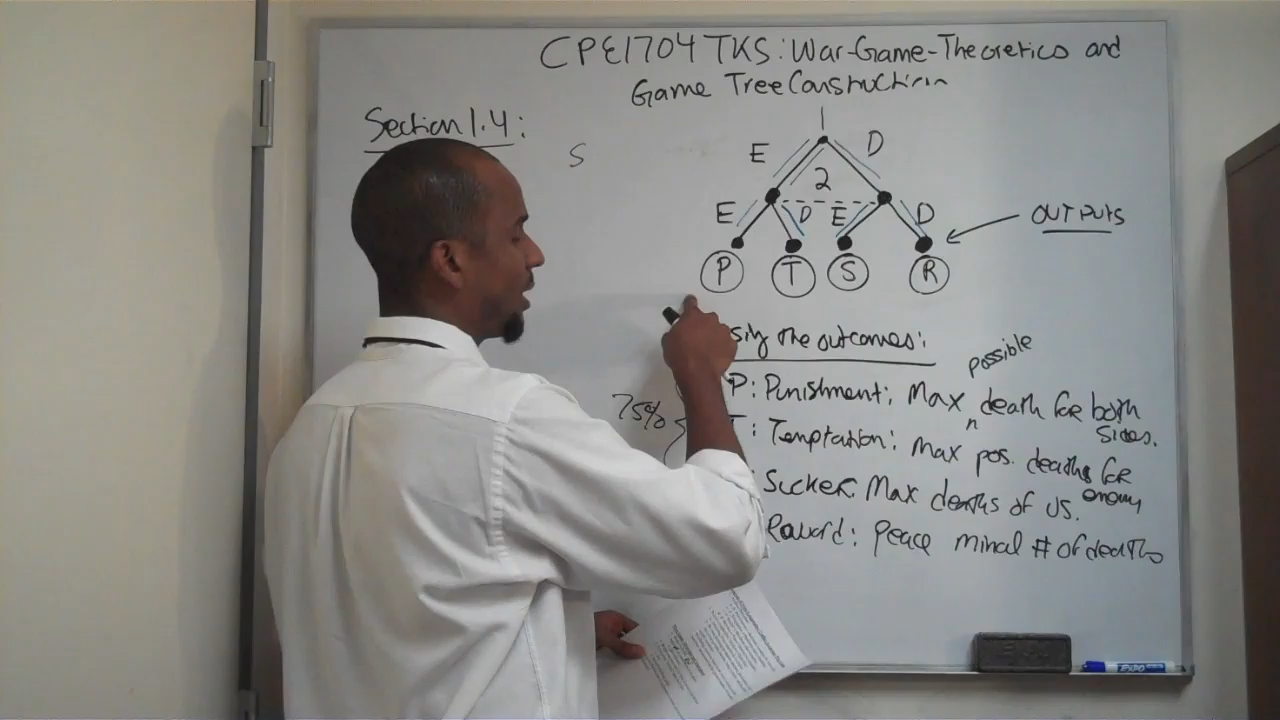 CPE1704 TKS: War-Game-Theoretics and
Game Tree Construction
Section 1.4:
S
1
E D
2
E D E D
OUTPUTS
P T S R
sify the outcomes:
possible
P: Punishment: Max death for both
n
sides.
75%
T: Temptation: Max pos. deaths for
enemy
: Sucker: Max deaths of us.
Reward: Peace minal # of deaths
EXPO